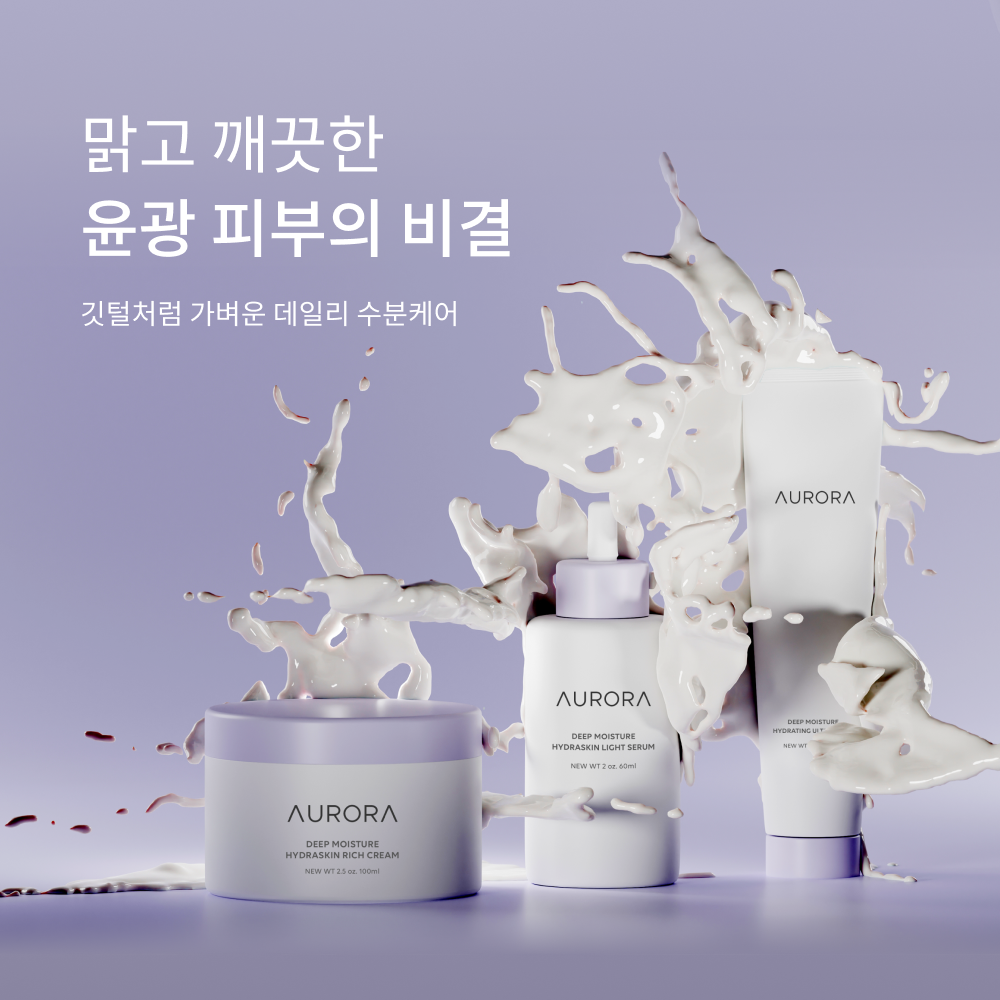 맑고 깨끗한
윤광 피부의 비결
깃털처럼 가벼운 데일리 수분케어
AURORA
DEEP MOISTURE
HYDRATING
NEW WT
AURORA
DEEP MOISTURE
HYDRASKIN LIGHT SERUM
NEW WT 2 oz. 60ml
AURORA
DEEP MOISTURE
HYDRASKIN RICH CREAM
NEW WT 2.5 oz. 100ml